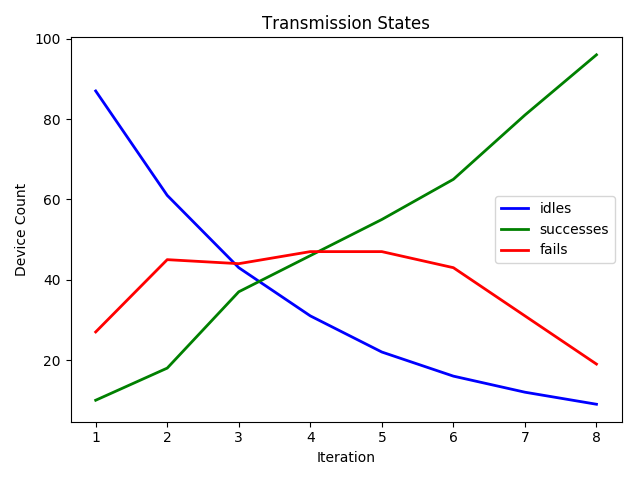 Transmission States
Device Count
100
80
60
40
20
idles
successes
fails
1 2 3 4 5 6 7 8
Iteration